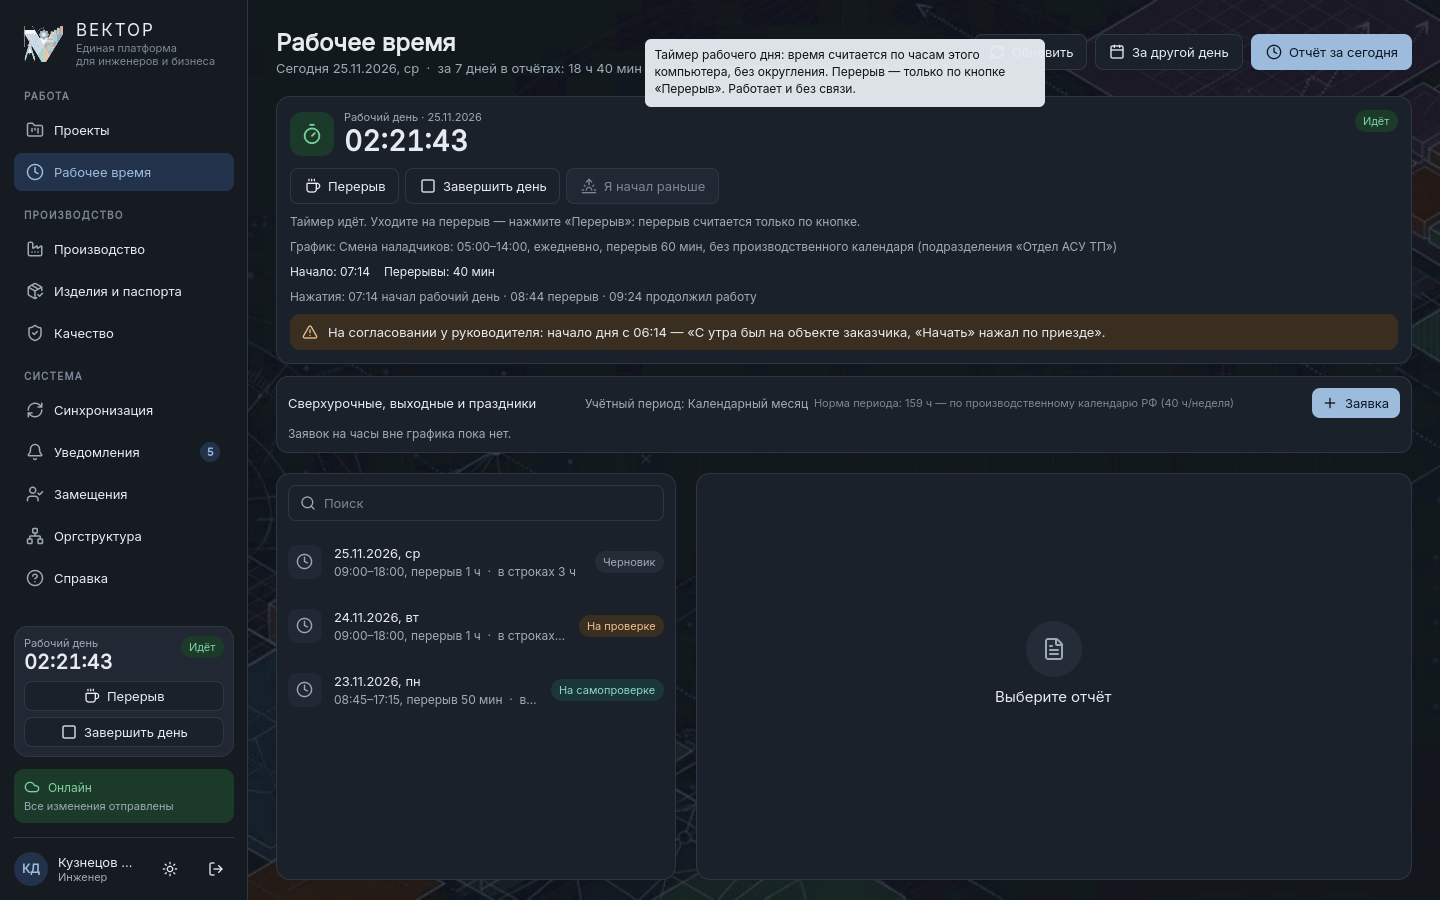 ВЕКТОР
Единая платформа
для инженеров и бизнеса
РАБОТА
Проекты
Рабочее время
ПРОИЗВОДСТВО
Производство
Изделия и паспорта
Качество
СИСТЕМА
Синхронизация
Уведомления 5
Замещения
Оргструктура
Справка
Рабочий день
Идёт
02:21:43
Перерыв
Завершить день
Онлайн
Все изменения отправлены
КД
Кузнецов ...
Инженер
Рабочее время
Сегодня 25.11.2026, ср · за 7 дней в отчётах: 18 ч 40 мин
Таймер рабочего дня: время считается по часам этого
компьютера, без округления. Перерыв — только по кнопке
«Перерыв». Работает и без связи.
Обновить
За другой день
Отчёт за сегодня
Рабочий день · 25.11.2026
02:21:43
Идёт
Перерыв
Завершить день
Я начал раньше
Таймер идёт. Уходите на перерыв — нажмите «Перерыв»: перерыв считается только по кнопке.
График: Смена наладчиков: 05:00–14:00, ежедневно, перерыв 60 мин, без производственного календаря (подразделения «Отдел АСУ ТП»)
Начало: 07:14 Перерывы: 40 мин
Нажатия: 07:14 начал рабочий день · 08:44 перерыв · 09:24 продолжил работу
На согласовании у руководителя: начало дня с 06:14 — «С утра был на объекте заказчика, «Начать» нажал по приезде».
Сверхурочные, выходные и праздники
Учётный период: Календарный месяц Норма периода: 159 ч — по производственному календарю РФ (40 ч/неделя)
Заявка
Заявок на часы вне графика пока нет.
Поиск
25.11.2026, ср
09:00–18:00, перерыв 1 ч · в строках 3 ч
Черновик
24.11.2026, вт
09:00–18:00, перерыв 1 ч · в строках...
На проверке
23.11.2026, пн
08:45–17:15, перерыв 50 мин · в...
На самопроверке
Выберите отчёт